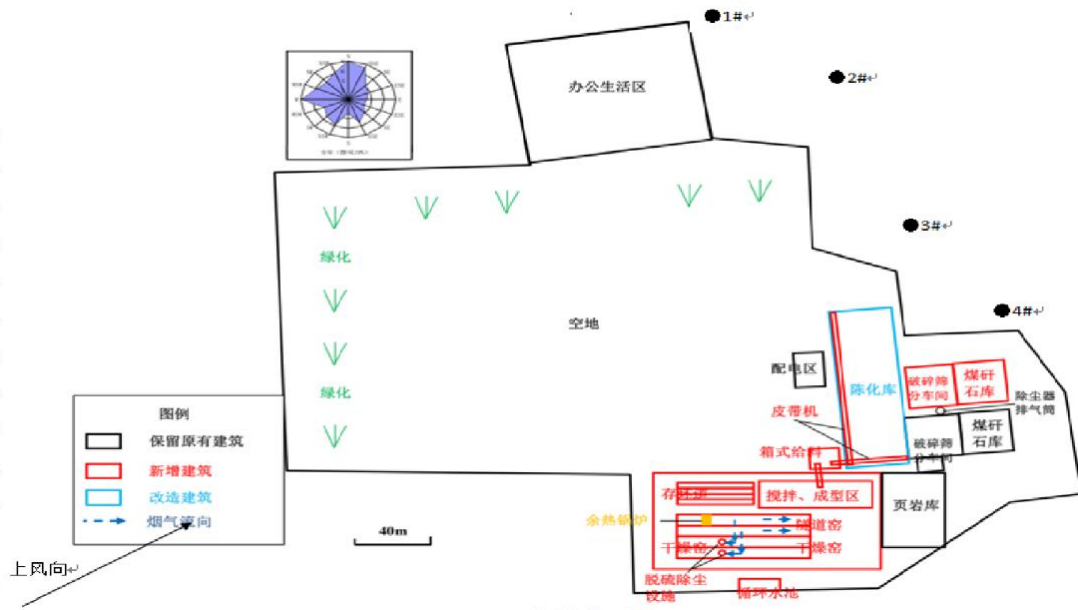 1#
2#
办公生活区
3#
绿化
4#
空地
配电区
陈化库
破碎筛
分车间
煤矸
石库
除尘器
排气筒
图例
绿化
皮带机
保留原有建筑
煤矸
石库
破碎筛
分车间
箱式给料
新增建筑
搅拌、成型区
页岩库
改造建筑
烟气流向
余热锅炉
隧道窑
40m
干燥窑
干燥窑
上风向
脱硫除尘
设施
循环水池